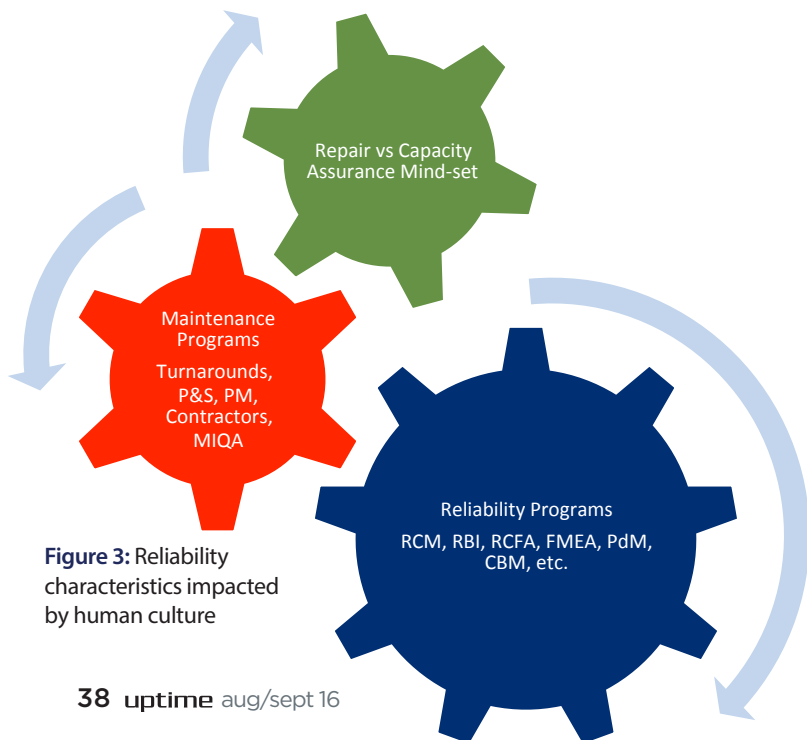 Repair vs Capacity
Assurance Mind-set
Maintenance
Programs
Turnarounds,
P&S, PM,
Contractors,
MIQA
Reliability Programs
RCM, RBI, RCFA, FMEA, PdM,
CBM, etc.
Figure 3: Reliability
characteristics impacted
by human culture
38 uptime aug/sept 16